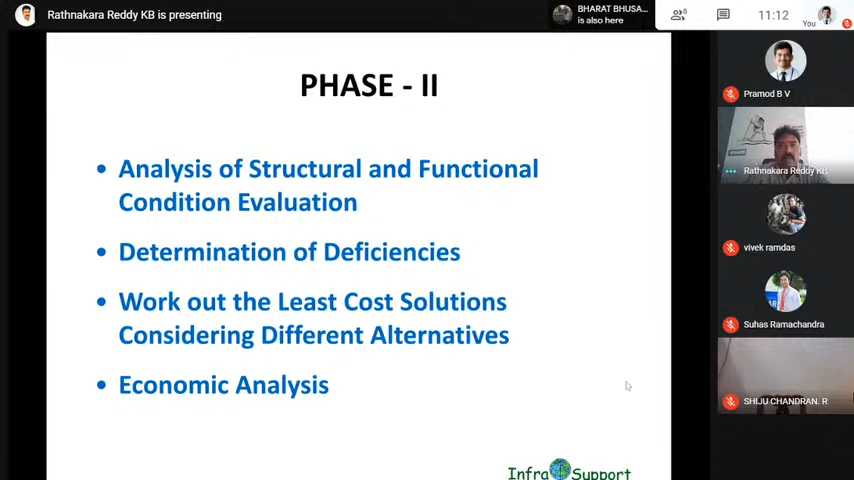 Rathnakara Reddy KB is presenting
BHARAT BHUSA...
is also here
8
11:12
You
PHASE - II
• Analysis of Structural and Functional
Condition Evaluation
• Determination of Deficiencies
• Work out the Least Cost Solutions
Considering Different Alternatives
• Economic Analysis
Infra Support
Pramod B V
Rathnakara Reddy KB
vivek ramdas
Suhas Ramachandra
SHIJU CHANDRAN. R